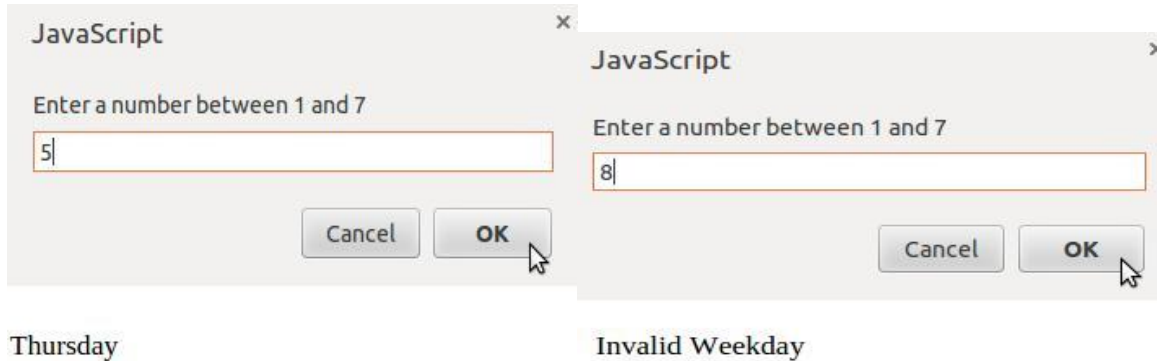 JavaScript
Enter a number between 1 and 7
5
Cancel OK
Thursday
JavaScript
Enter a number between 1 and 7
8
Cancel OK
Invalid Weekday